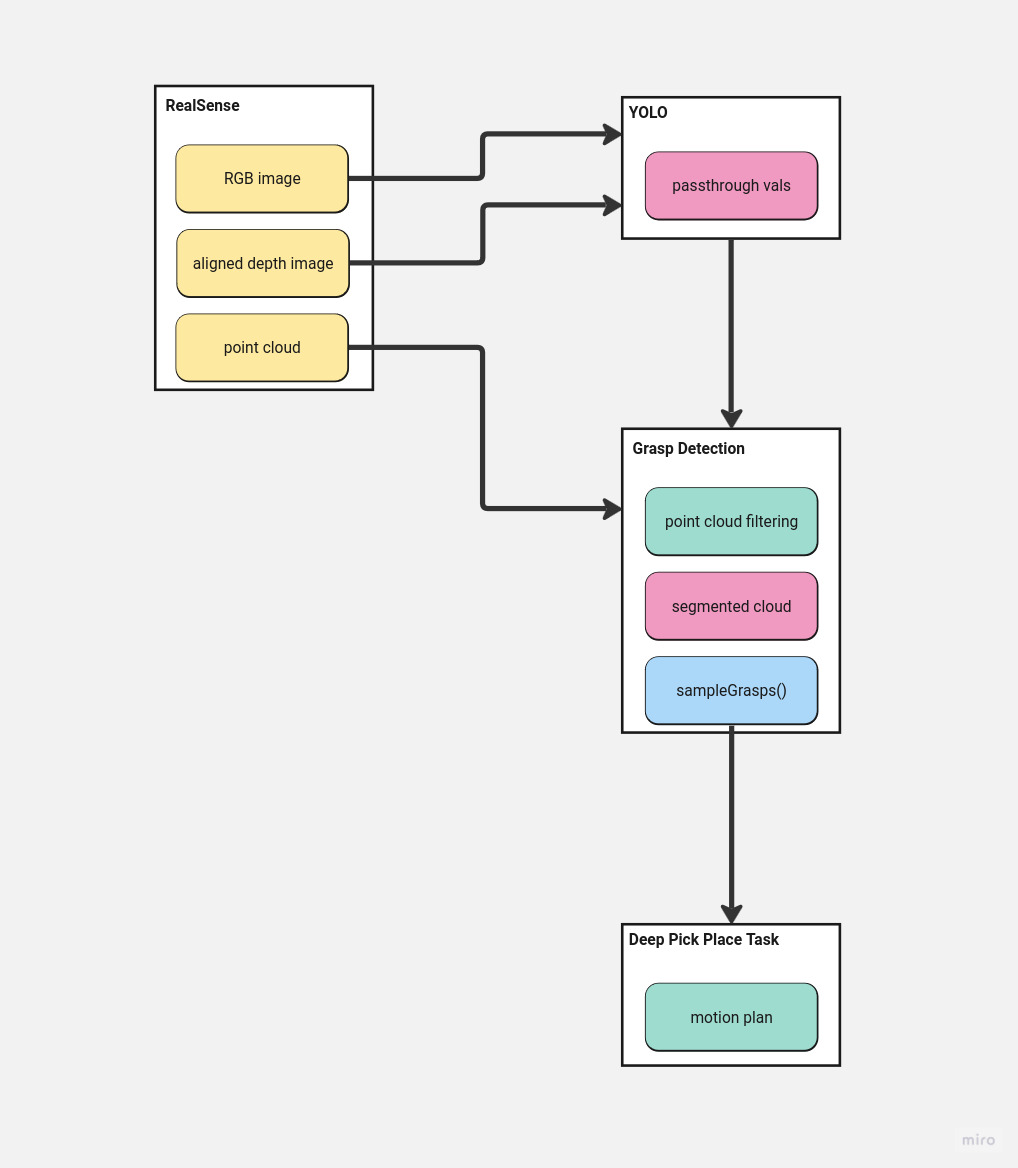 RealSense
RGB image
aligned depth image
point cloud
YOLO
passthrough vals
Grasp Detection
point cloud filtering
segmented cloud
sampleGrasps()
Deep Pick Place Task
motion plan
miro